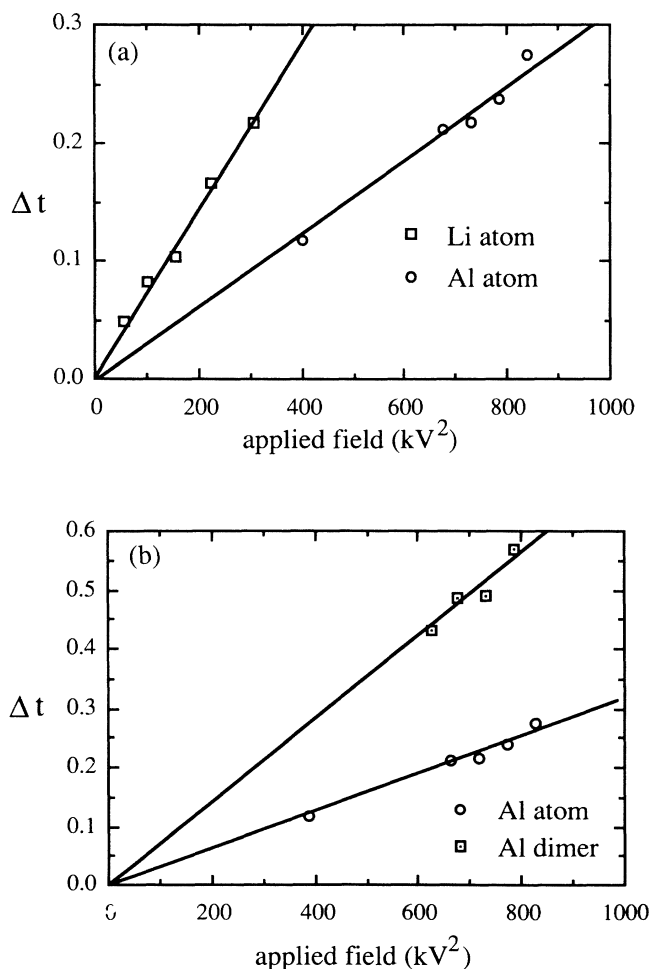 0.3
(a)
0.2
Δ t
Li atom
0.1
Al atom
0.0
0 200 400 600 800 1000
applied field (kV²)
0.6
(b)
0.5
0.4
Δ t
0.3
0.2
Al atom
0.1
Al dimer
0.0
0 200 400 600 800 1000
applied field (kV²)